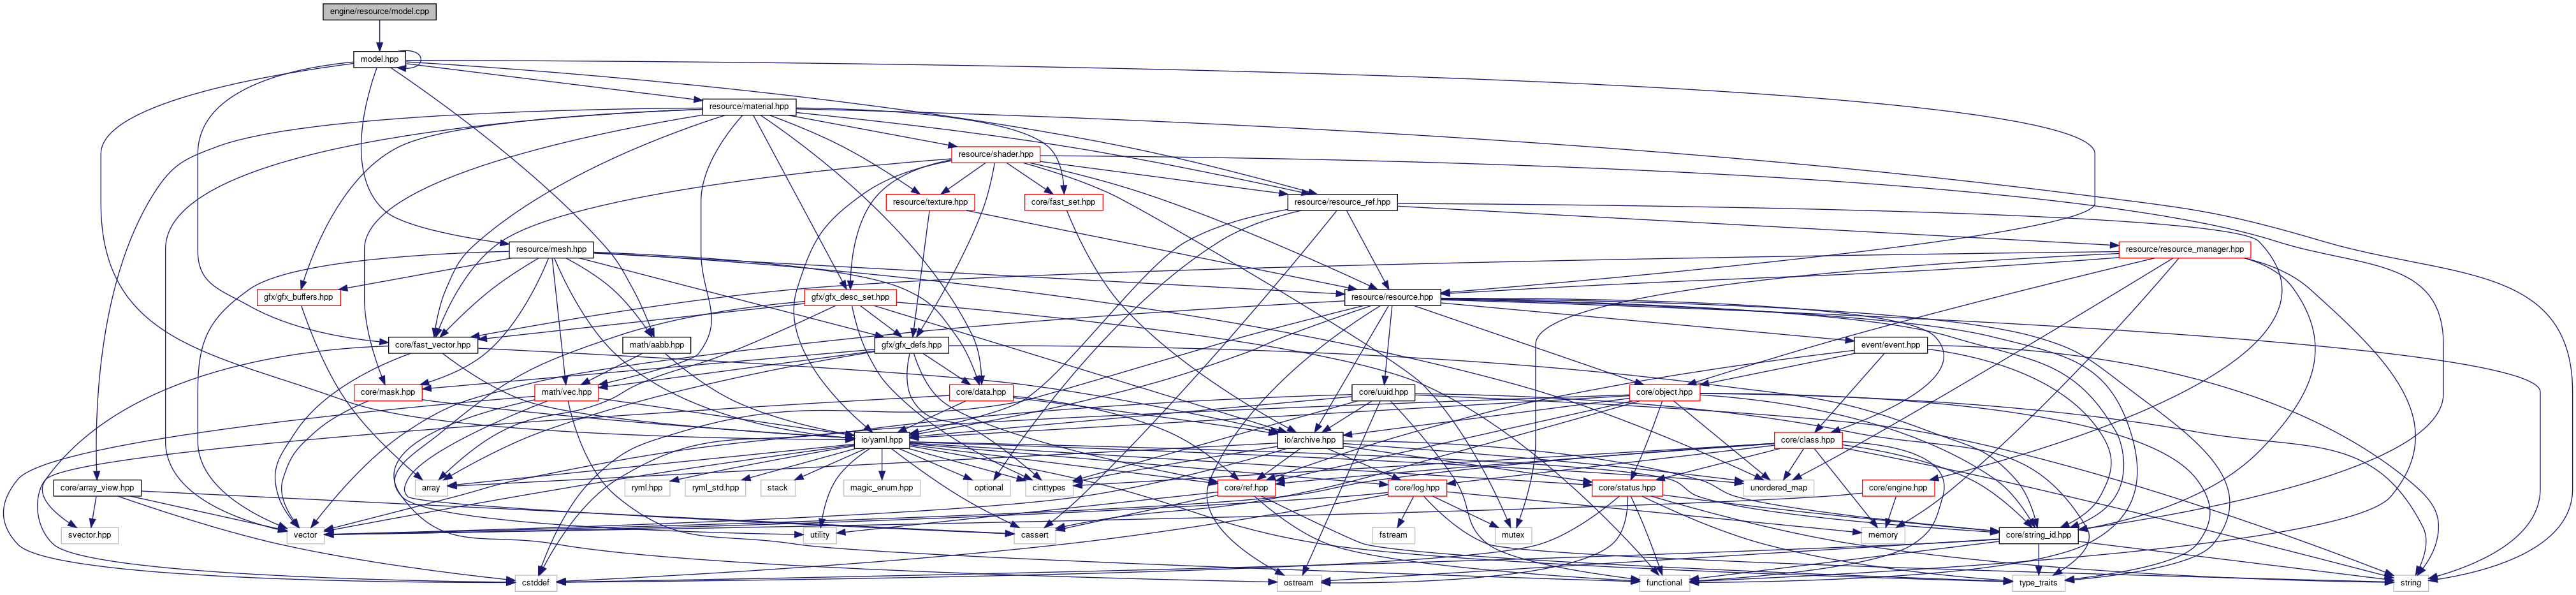 engine/resource/model.cpp
model.hpp
resource/material.hpp
resource/shader.hpp
resource/texture.hpp
core/fast_set.hpp
resource/resource_ref.hpp
resource/mesh.hpp
resource/resource_manager.hpp
gfx/gfx_buffers.hpp
gfx/gfx_desc_set.hpp
resource/resource.hpp
core/fast_vector.hpp
math/aabb.hpp
gfx/gfx_defs.hpp
event/event.hpp
core/mask.hpp
math/vec.hpp
core/data.hpp
core/uuid.hpp
core/object.hpp
io/yaml.hpp
io/archive.hpp
core/class.hpp
core/array_view.hpp
array
ryml.hpp
ryml_std.hpp
stack
magic_enum.hpp
optional
cinttypes
core/ref.hpp
core/log.hpp
core/status.hpp
unordered_map
core/engine.hpp
svector.hpp
vector
utility
cassert
fstream
mutex
memory
core/string_id.hpp
cstddef
ostream
functional
type_traits
string